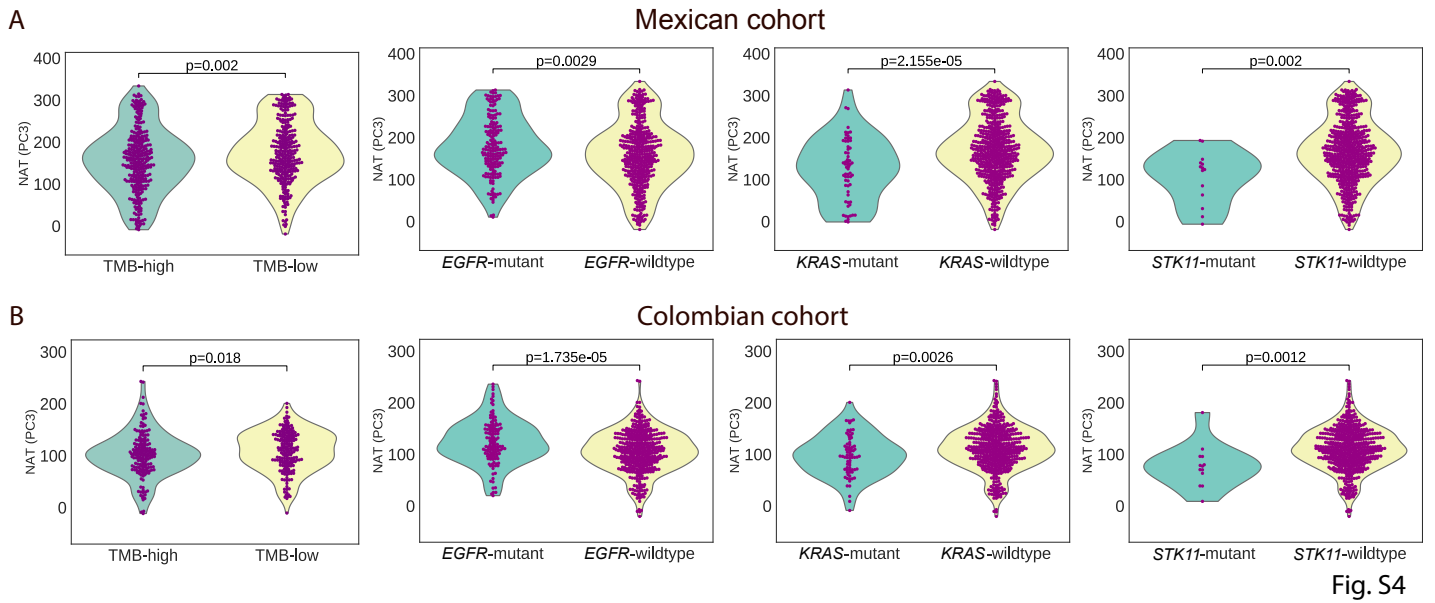 A
Mexican cohort
NAT (PC3)
400
300
200
100
0
p=0.002
TMB-high
TMB-low
NAT (PC3)
400
300
200
100
0
p=0.0029
EGFR-mutant
EGFR-wildtype
NAT (PC3)
400
300
200
100
0
p=2.155e-05
KRAS-mutant
KRAS-wildtype
NAT (PC3)
400
300
200
100
0
p=0.002
STK11-mutant
STK11-wildtype
B
Colombian cohort
NAT (PC3)
300
200
100
0
p=0.018
TMB-high
TMB-low
NAT (PC3)
300
200
100
0
p=1.735e-05
EGFR-mutant
EGFR-wildtype
NAT (PC3)
300
200
100
0
p=0.0026
KRAS-mutant
KRAS-wildtype
NAT (PC3)
300
200
100
0
p=0.0012
STK11-mutant
STK11-wildtype
Fig. S4